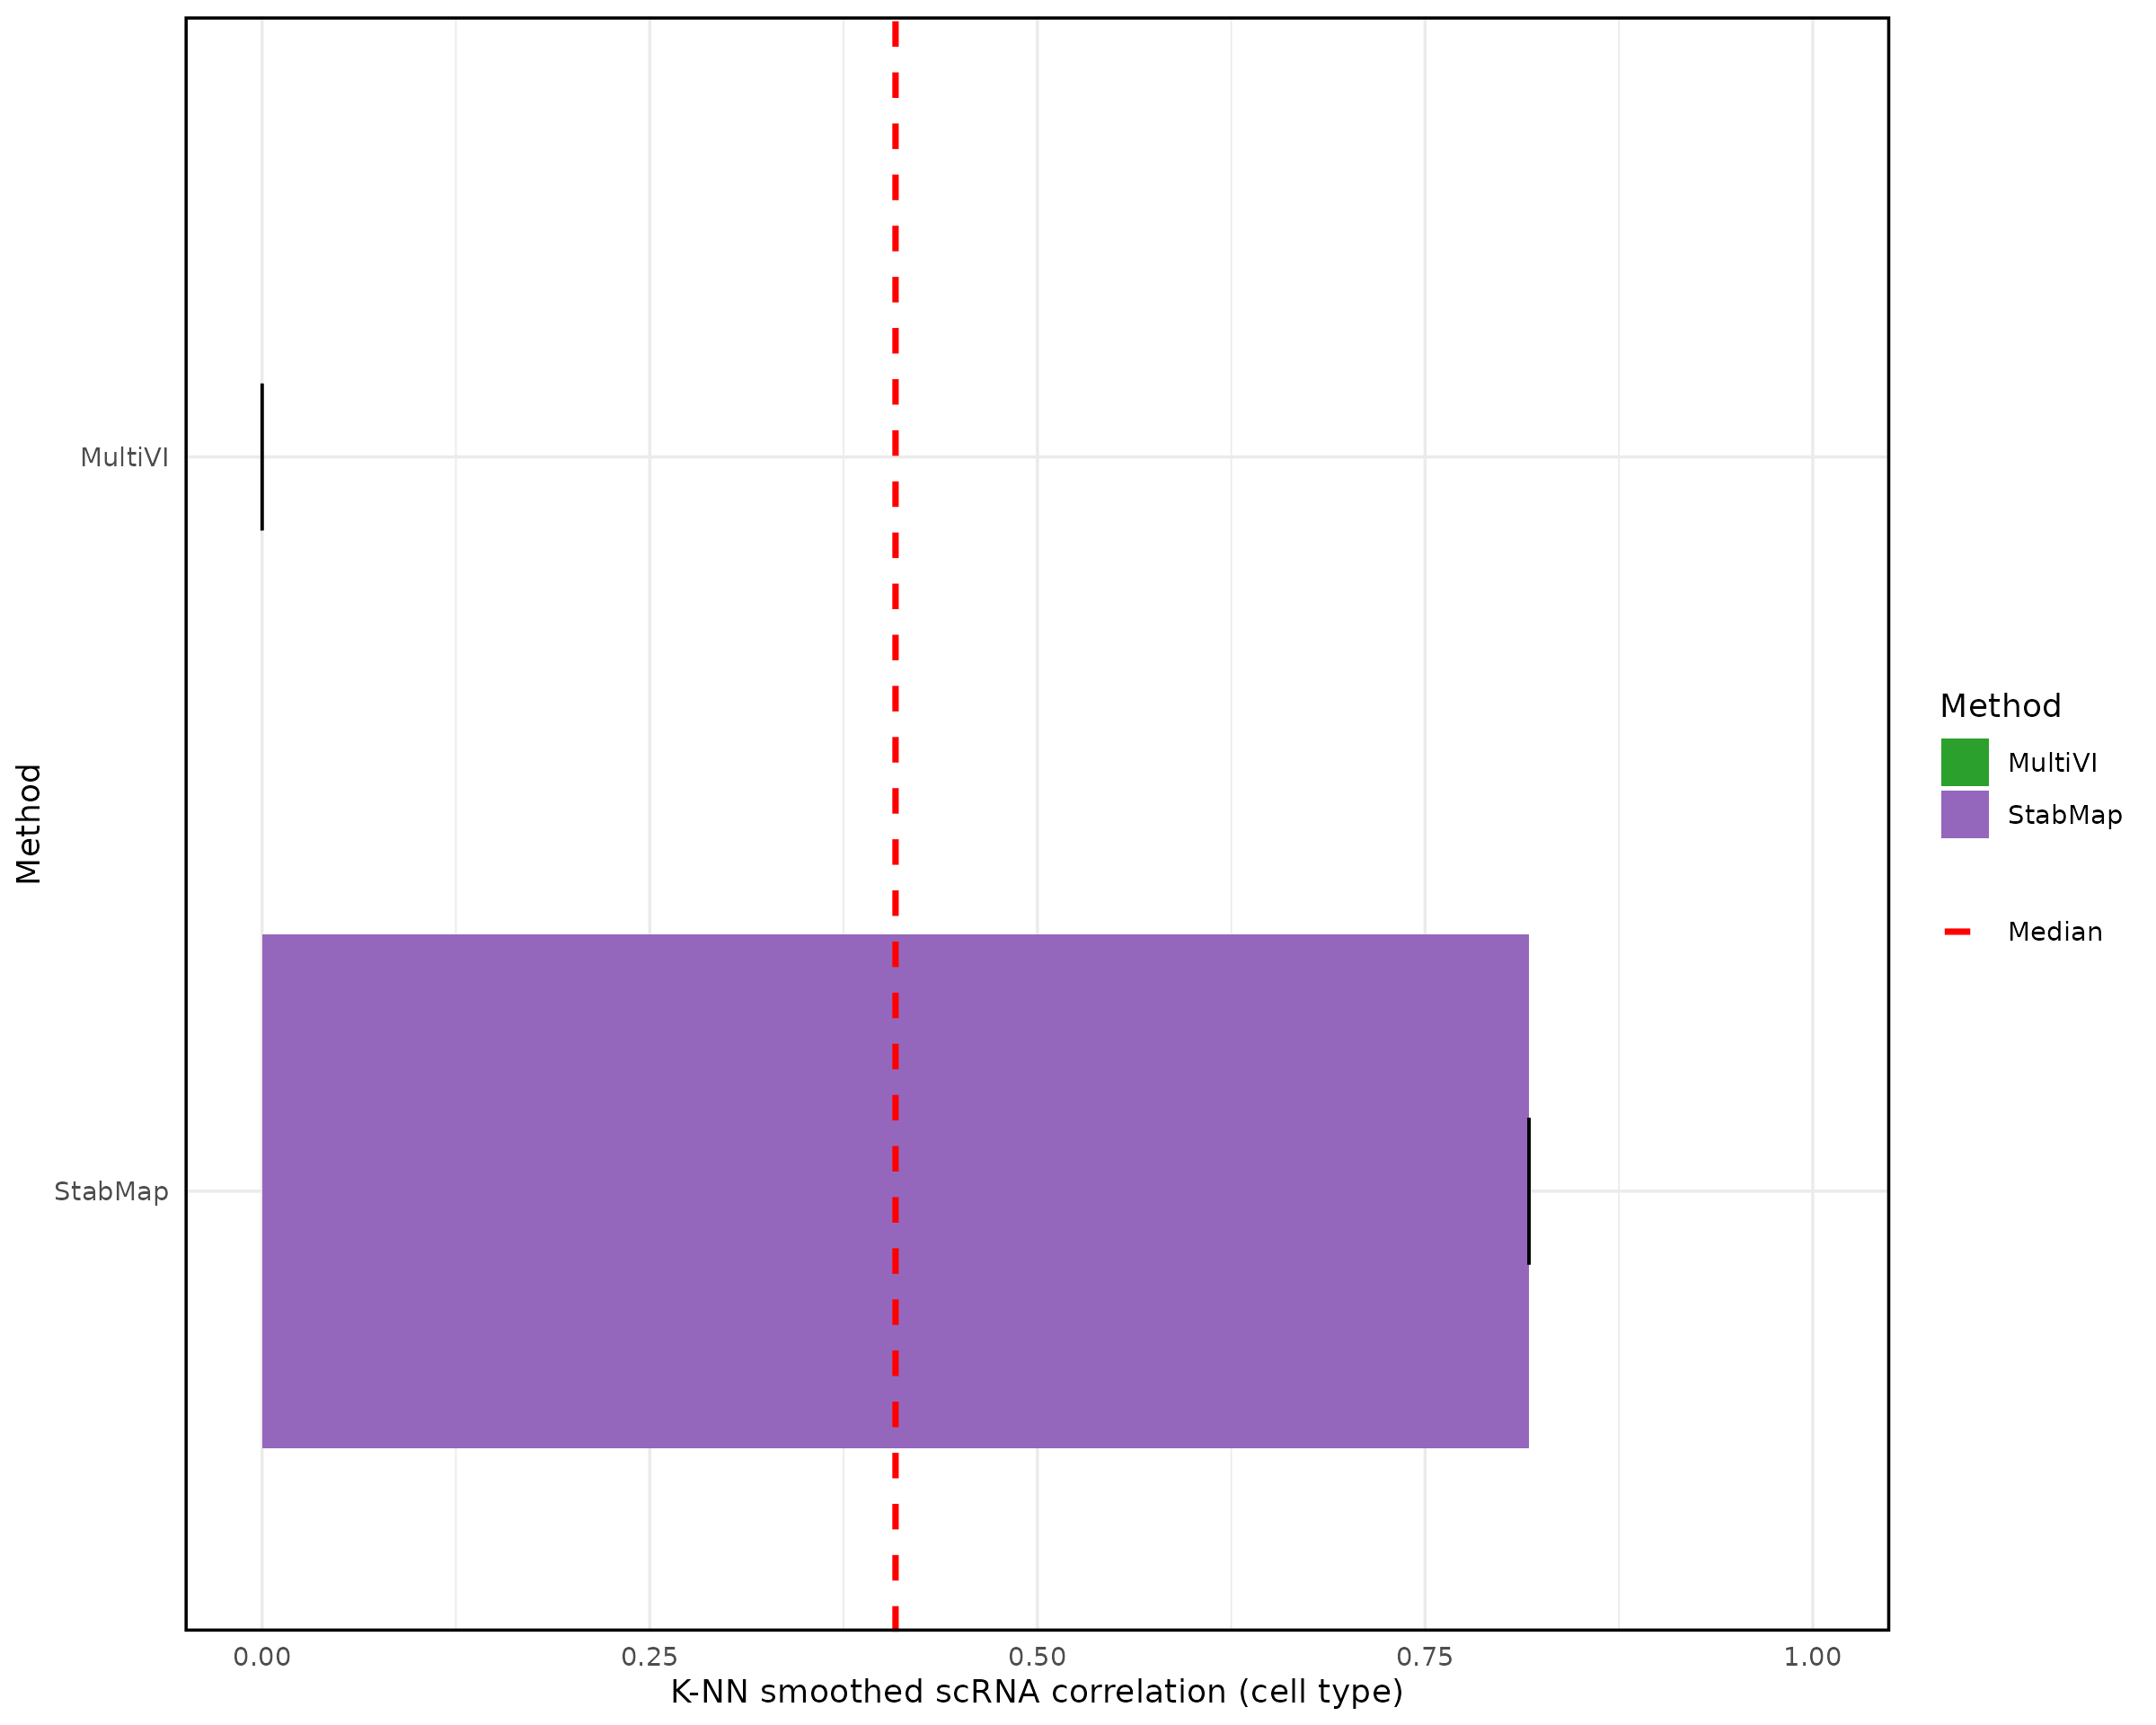 Method
MultiVI
StabMap
0.00 0.25 0.50 0.75 1.00
K-NN smoothed scRNA correlation (cell type)
Method
MultiVI
StabMap
Median